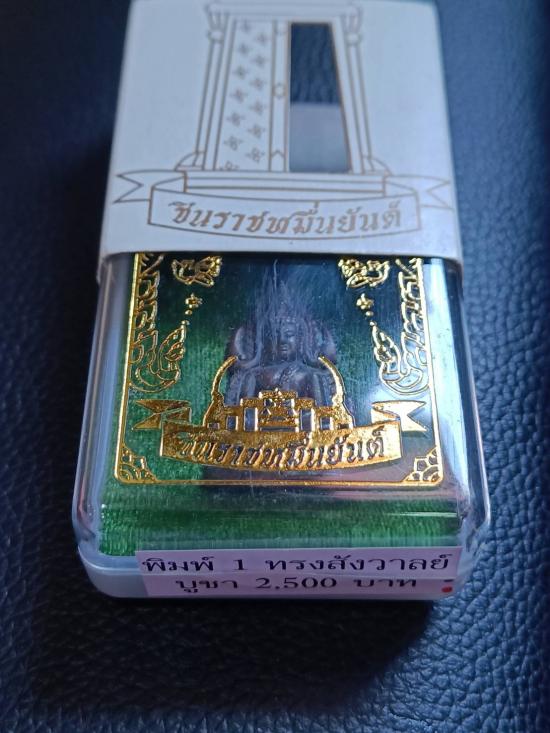 ชินราชหมื่นยันต์
ชินราชหมื่นยันต์
พิมพ์ 1 ทรงสังวาลย์
บูชา 2,500 บาท